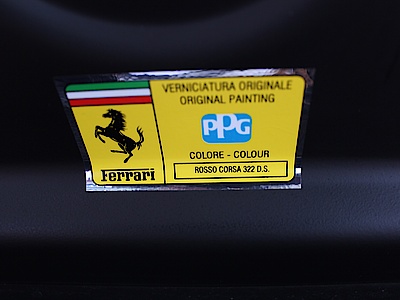 VERNICIATURA ORIGINALE
ORIGINAL PAINTING
PPG
COLORE - COLOUR
ROSSO CORSA 322 D.S.
Ferrari